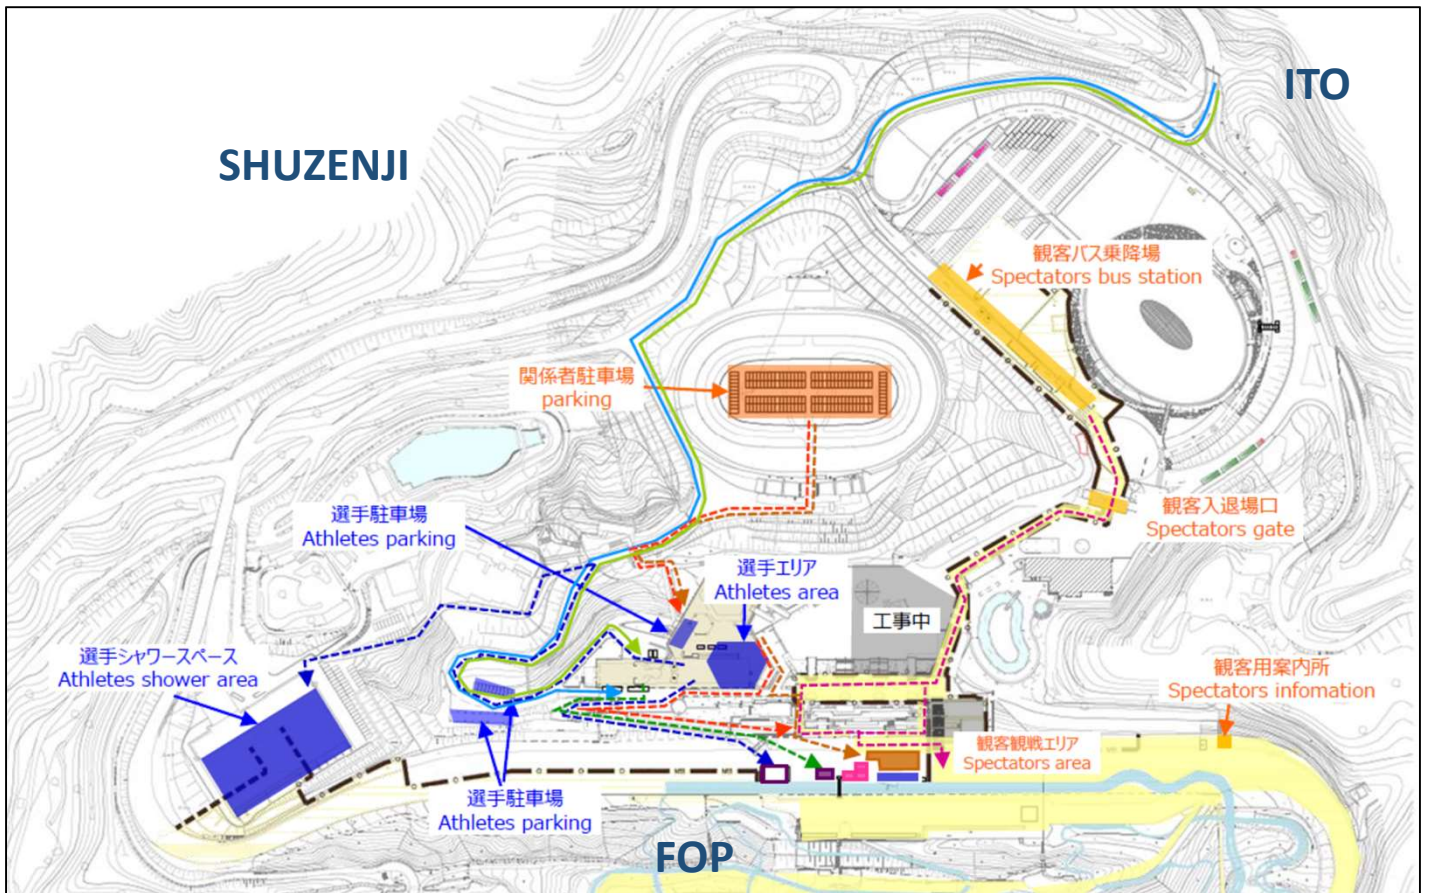 ITO
SHUZENJI
観客バス乗降場
Spectators bus station
関係者駐車場
parking
観客入退場口
Spectators gate
選手駐車場
Athletes parking
選手エリア
Athletes area
工事中
選手シャワースペース
Athletes shower area
観客用案内所
Spectators infomation
観客観戦エリア
Spectators area
選手駐車場
Athletes parking
FOP